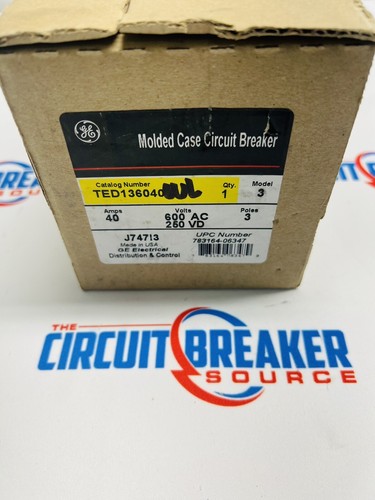 GE
Molded Case Circuit Breaker
Catalog Number Qty. Model
TED136040WL 1 3
Amps Volts Poles
40 600 AC 3
250 VD
J74713 UPC Number
Made in USA 783164-06347
GE Electrical
Distribution & Control
THE
CIRCUIT BREAKER
SOURCE